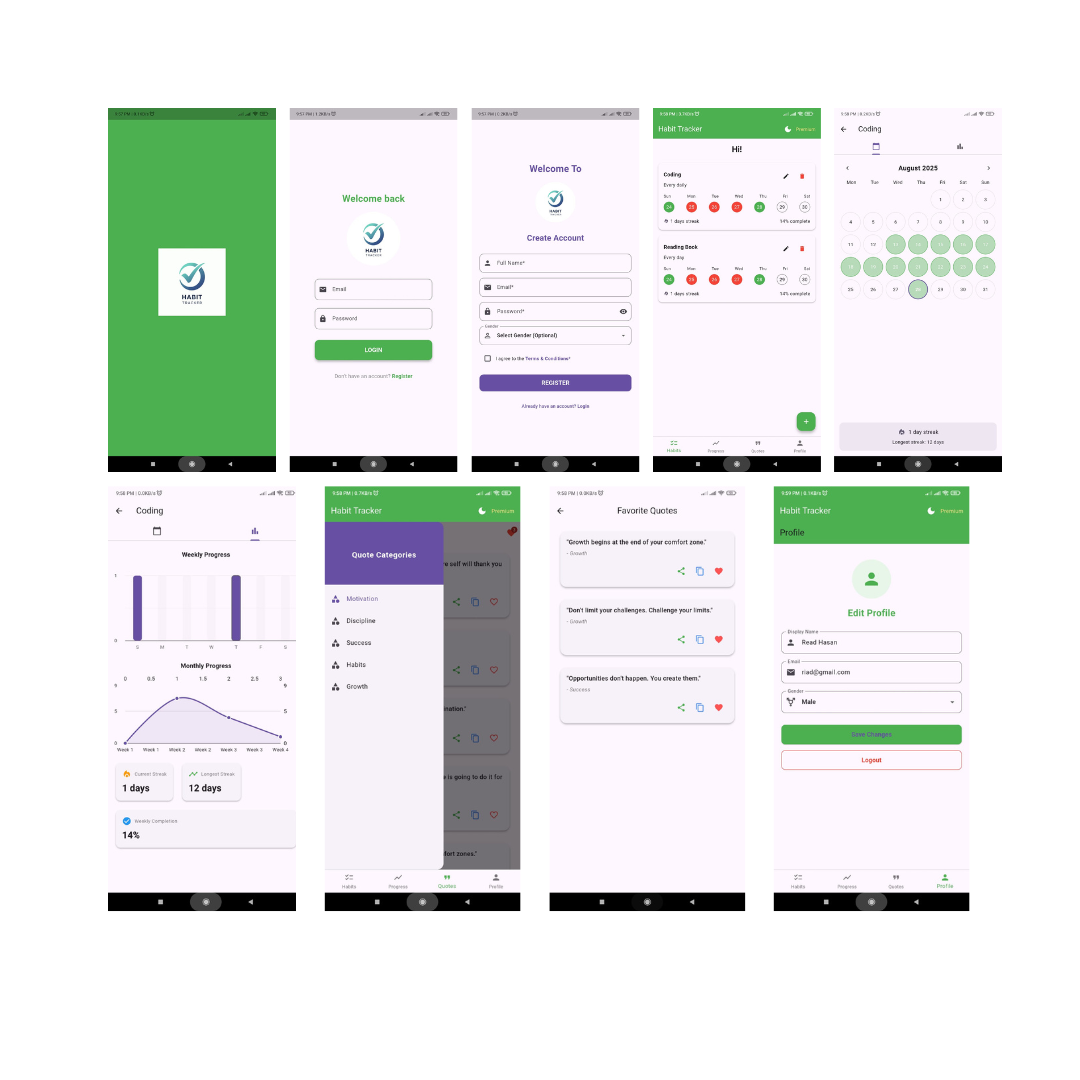 HABIT
TRACKER
9:57 PM | 1.2KB/s
Welcome back
HABIT
TRACKER
Email
Password
LOGIN
Don't have an account? Register
9:57 PM | 0.2KB/s
Welcome To
HABIT
TRACKER
Create Account
Full Name*
Email*
Password*
Gender
Select Gender (Optional)
I agree to the Terms & Conditions*
REGISTER
Already have an account? Login
Habit Tracker Premium
Hi!
Coding
Every daily
Sun Mon Tue Wed Thu Fri Sat
24 25 26 27 28 29 30
1 days streak 14% complete
Reading Book
Every day
Sun Mon Tue Wed Thu Fri Sat
24 25 26 27 28 29 30
1 days streak 14% complete
+
Habits Progress Quotes Profile
Coding
August 2025
Mon Tue Wed Thu Fri Sat Sun
1 2 3
4 5 6 7 8 9 10
11 12 13 14 15 16 17
18 19 20 21 22 23 24
25 26 27 28 29 30 31
1 day streak
Longest streak: 12 days
9:58 PM | 0.0KB/s
Coding
Weekly Progress
1
0
S M T W T F S
Monthly Progress
0 0.5 1 1.5 2 2.5 3
9 9
5 5
0 0
Week 1 Week 1 Week 2 Week 2 Week 3 Week 3 Week 4
Current Streak
1 days
Longest Streak
12 days
Weekly Completion
14%
9:58 PM | 0.7KB/s
Habit Tracker Premium
Quote Categories
Motivation
Discipline
Success
Habits
Growth
e self will thank you
nation."
e is going to do it for
fort zones."
Habits Progress Quotes Profile
9:58 PM | 0.0KB/s
Favorite Quotes
"Growth begins at the end of your comfort zone."
- Growth
"Don't limit your challenges. Challenge your limits."
- Growth
"Opportunities don't happen. You create them."
- Success
9:59 PM | 0.1KB/s
Habit Tracker Premium
Profile
Edit Profile
Display Name
Read Hasan
Email
riad@gmail.com
Gender
Male
Save Changes
Logout
Habits Progress Quotes Profile